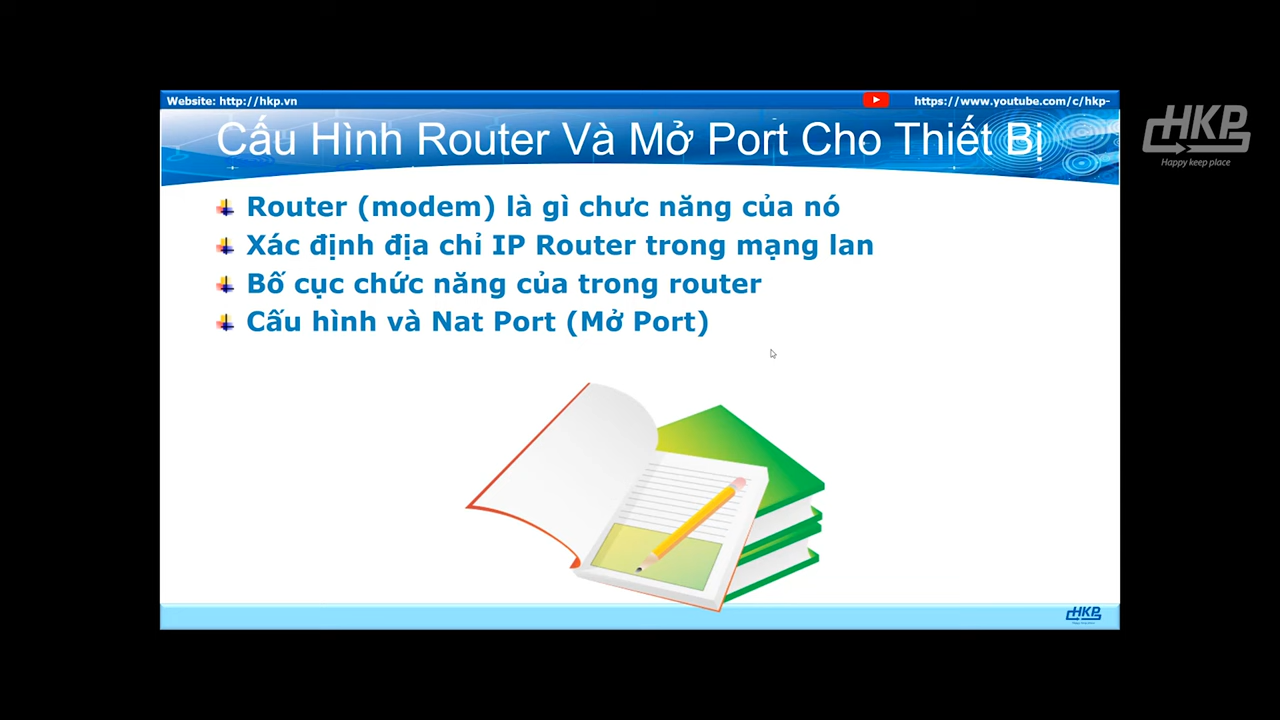 Website: http://hkp.vn
https://www.youtube.com/c/hkp-
HKP
Happy keep place
Cấu Hình Router Và Mở Port Cho Thiết Bị
Router (modem) là gì chưc năng của nó
Xác định địa chỉ IP Router trong mạng lan
Bố cục chức năng của trong router
Cấu hình và Nat Port (Mở Port)
HKP